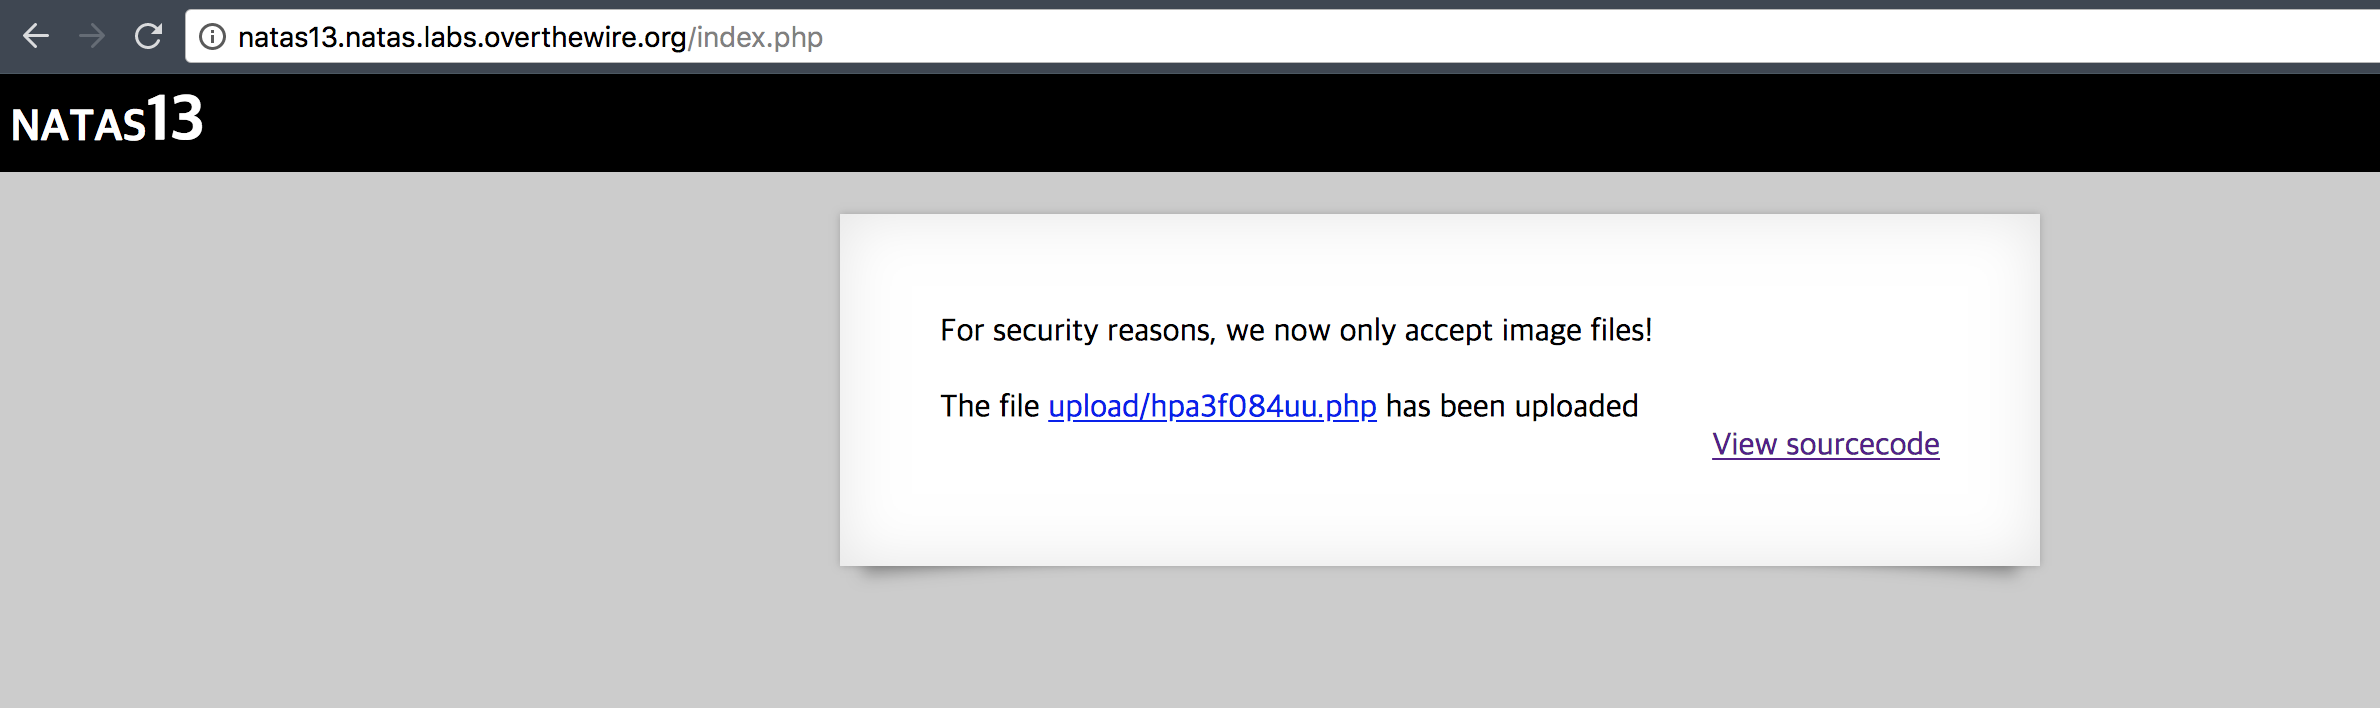 natas13.natas.labs.overthewire.org/index.php
NATAS13
For security reasons, we now only accept image files!
The file upload/hpa3f084uu.php has been uploaded
View sourcecode